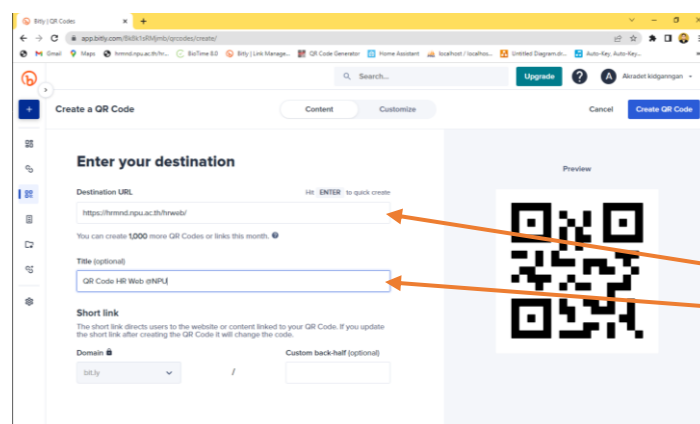 Bitly | QR Codes
app.bitly.com/Bk8k1sRMjmb/qrcodes/create/
Gmail YouTube Maps hrmnd.npu.ac.th/hr... BioTime 8.0 Bitly | Link Manage... QR Code Generator Home Assistant localhost / localhos... Untitled Diagram.dr... Auto-Key, Auto-Key...
Search...
Upgrade
Akradet kidganngan
Create a QR Code
Content
Customize
Cancel
Create QR Code
Enter your destination
Preview
Destination URL
Hit ENTER to quick create
https://hrmnd.npu.ac.th/hrweb/
You can create 1,000 more QR Codes or links this month.
Title (optional)
QR Code HR Web @NPU
Short link
The short link directs users to the website or content linked to your QR Code. If you update
the short link after creating the QR Code it will change the code.
Domain
Custom back-half (optional)
bit.ly
/